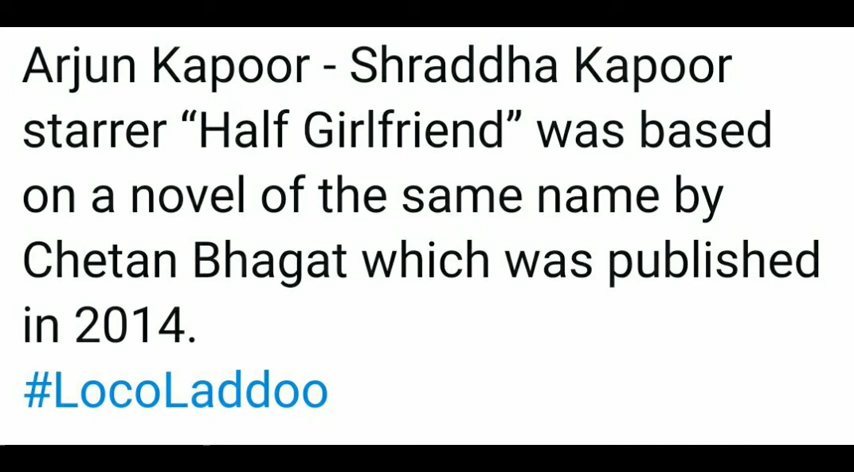 Arjun Kapoor - Shraddha Kapoor
starrer “Half Girlfriend” was based
on a novel of the same name by
Chetan Bhagat which was published
in 2014.
#LocoLaddoo